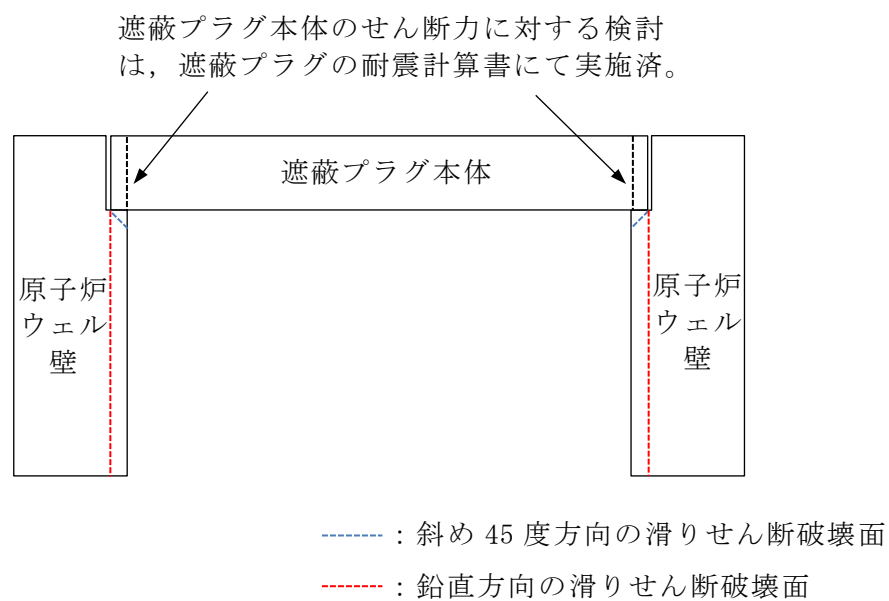 遮蔽プラグ本体のせん断力に対する検討
は，遮蔽プラグの耐震計算書にて実施済。
遮蔽プラグ本体
原子炉
ウェル
壁
原子炉
ウェル
壁
：斜め 45 度方向の滑りせん断破壊面
：鉛直方向の滑りせん断破壊面